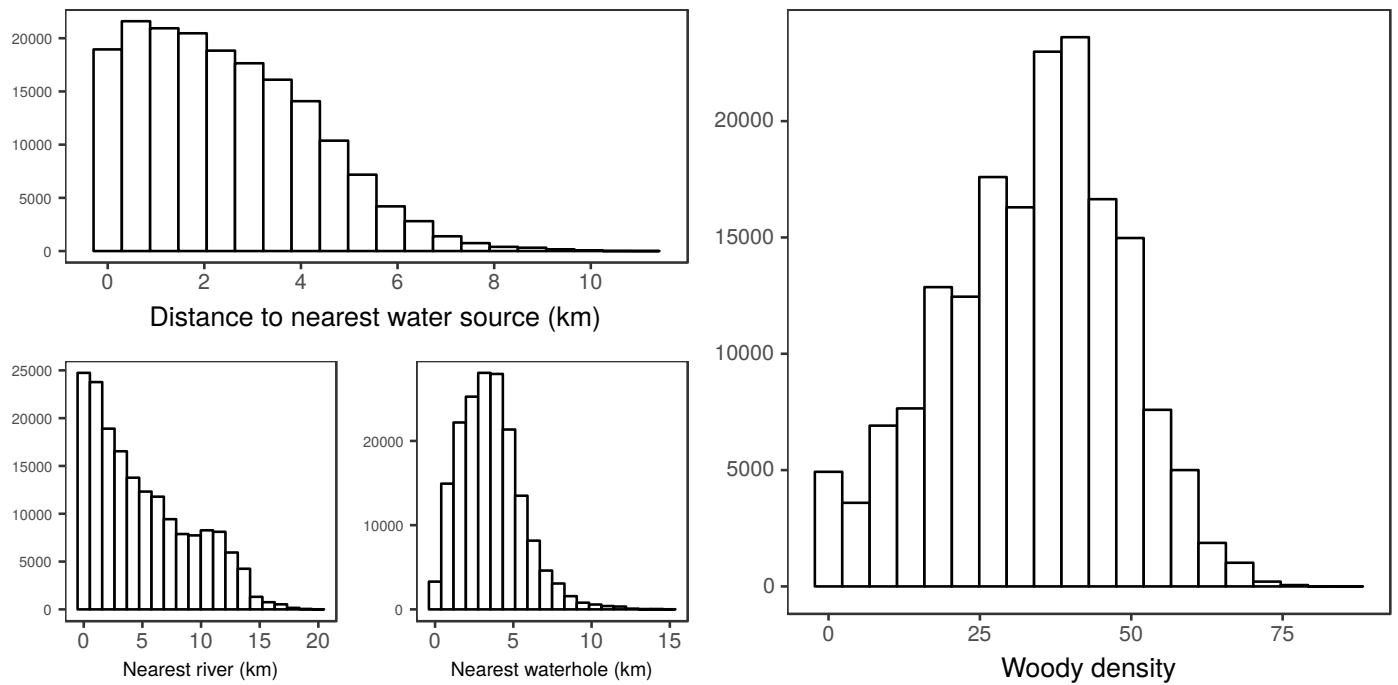 20000
15000
10000
5000
0
0 2 4 6 8 10
Distance to nearest water source (km)
25000
20000
15000
10000
5000
0
0 5 10 15 20
Nearest river (km)
20000
10000
0
0 5 10 15
Nearest waterhole (km)
20000
15000
10000
5000
0
0 25 50 75
Woody density